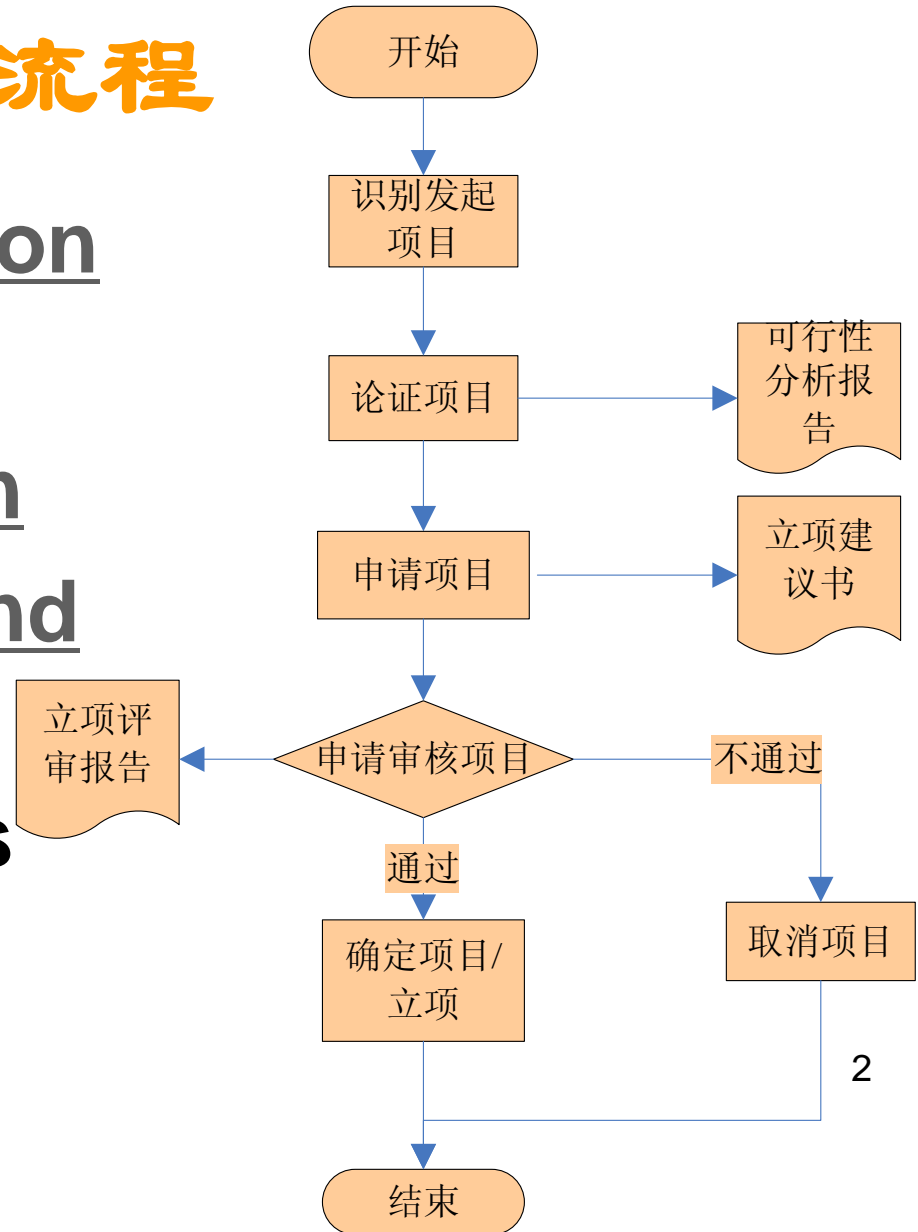 流程
on
nd
s
开始
识别发起
项目
论证项目
可行性
分析报
告
申请项目
立项建
议书
立项评
审报告
申请审核项目
不通过
通过
确定项目/
立项
取消项目
2
结束